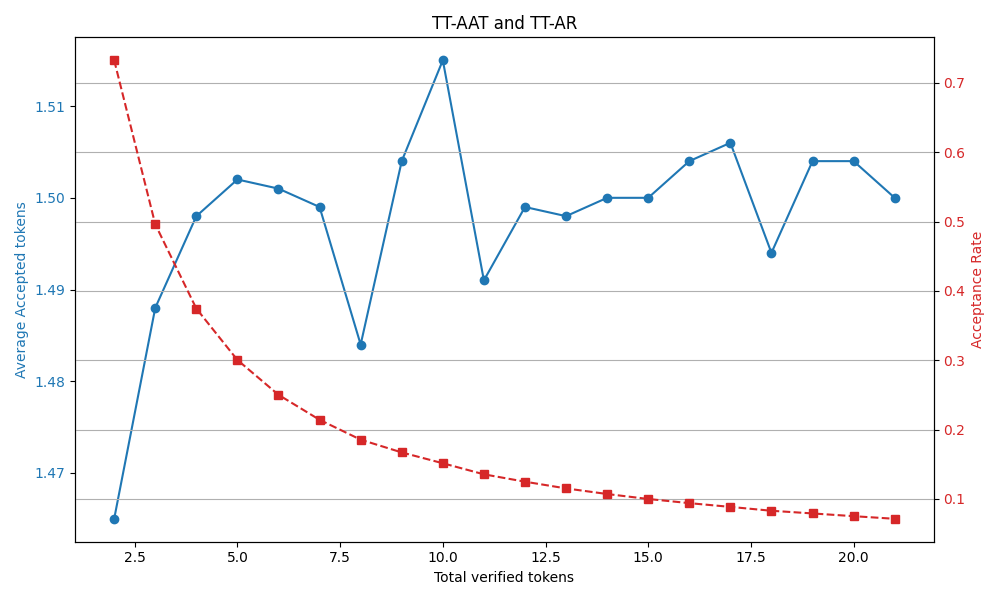 TT-AAT and TT-AR
1.51
1.50
1.49
1.48
1.47
Average Accepted tokens
0.7
0.6
0.5
0.4
0.3
0.2
0.1
Acceptance Rate
2.5 5.0 7.5 10.0 12.5 15.0 17.5 20.0
Total verified tokens